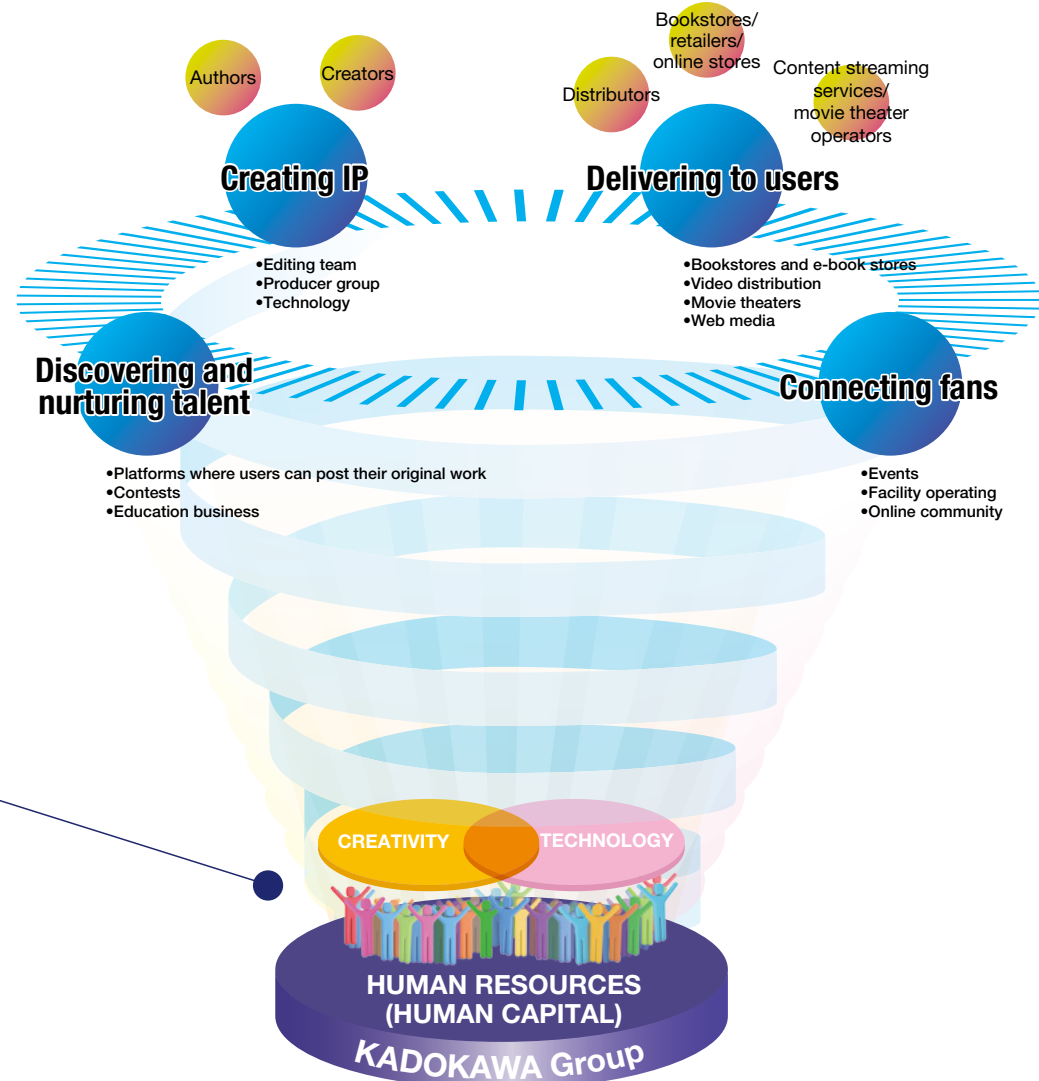 Authors
Creators
Creating IP
•Editing team
•Producer group
•Technology
Bookstores/
retailers/
online stores
Distributors
Content streaming
services/
movie theater
operators
Delivering to users
•Bookstores and e-book stores
•Video distribution
•Movie theaters
•Web media
Discovering and
nurturing talent
•Platforms where users can post their original work
•Contests
•Education business
Connecting fans
•Events
•Facility operating
•Online community
CREATIVITY
TECHNOLOGY
HUMAN RESOURCES
(HUMAN CAPITAL)
KADOKAWA Group